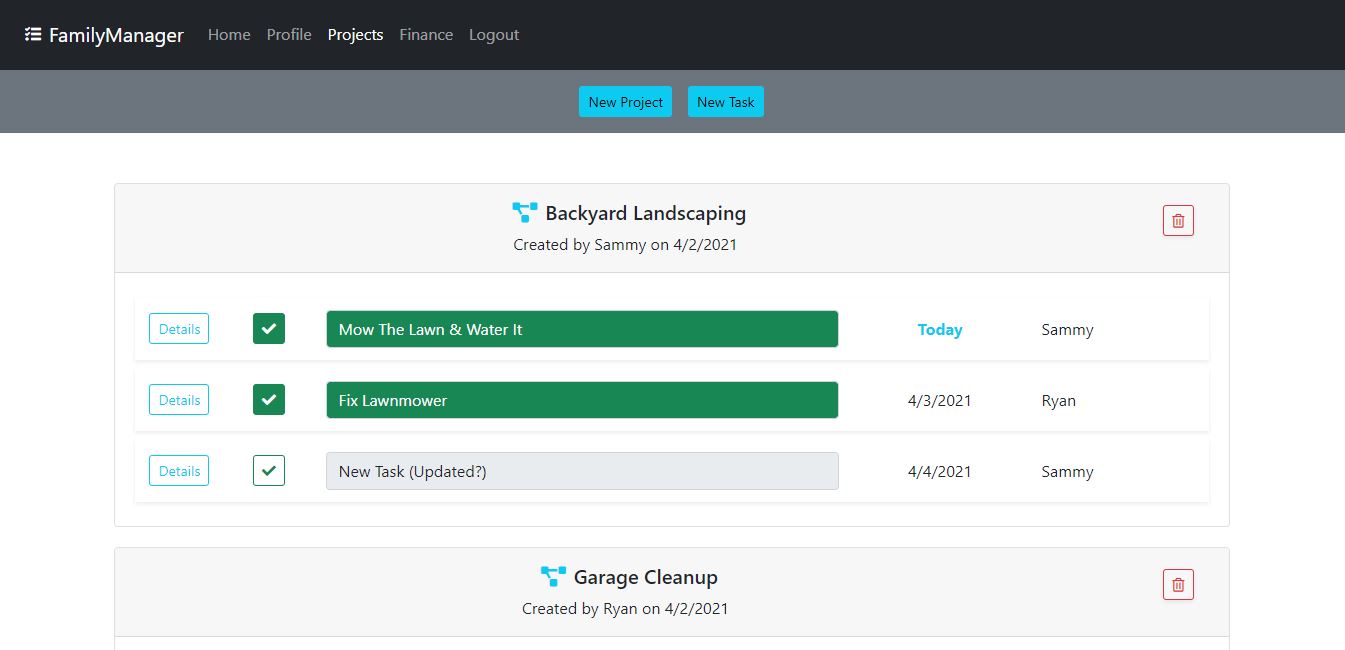 FamilyManager Home Profile Projects Finance Logout
New Project New Task
Backyard Landscaping
Created by Sammy on 4/2/2021
Details Mow The Lawn & Water It Today Sammy
Details Fix Lawnmower 4/3/2021 Ryan
Details New Task (Updated?) 4/4/2021 Sammy
Garage Cleanup
Created by Ryan on 4/2/2021